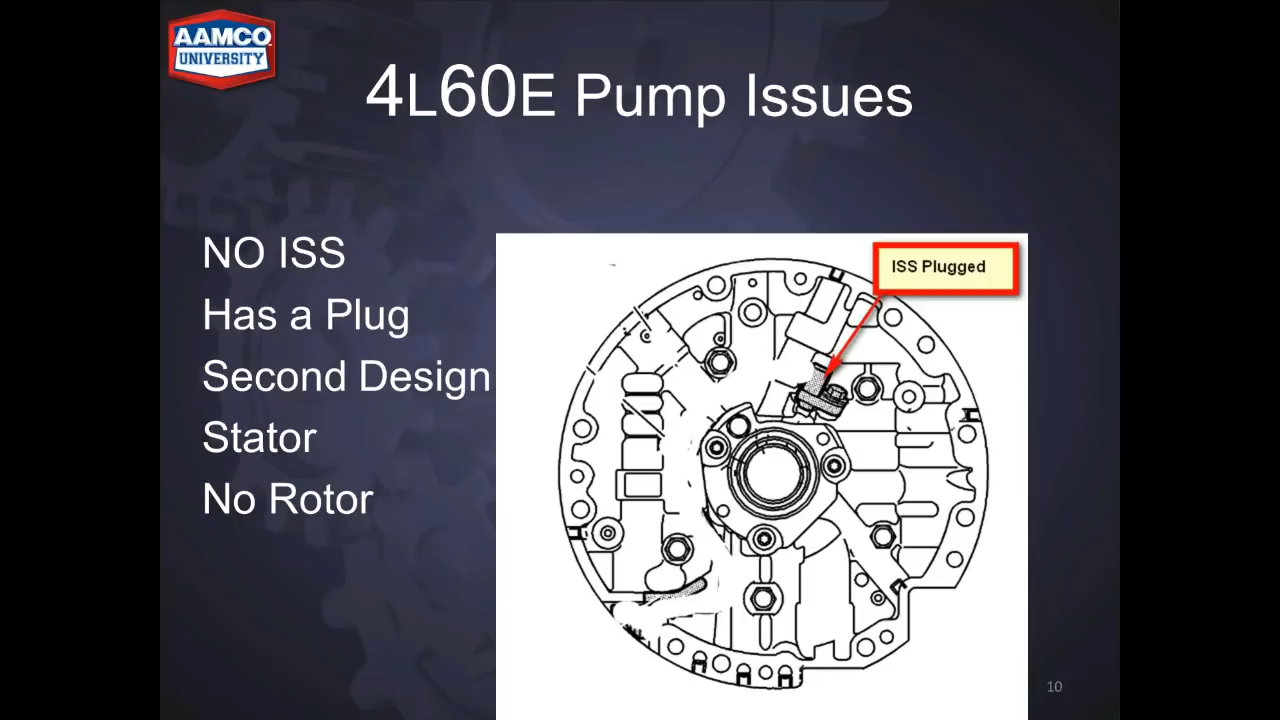 AAMCO
UNIVERSITY
4L60E Pump Issues
NO ISS
Has a Plug
Second Design
Stator
No Rotor
ISS Plugged
10